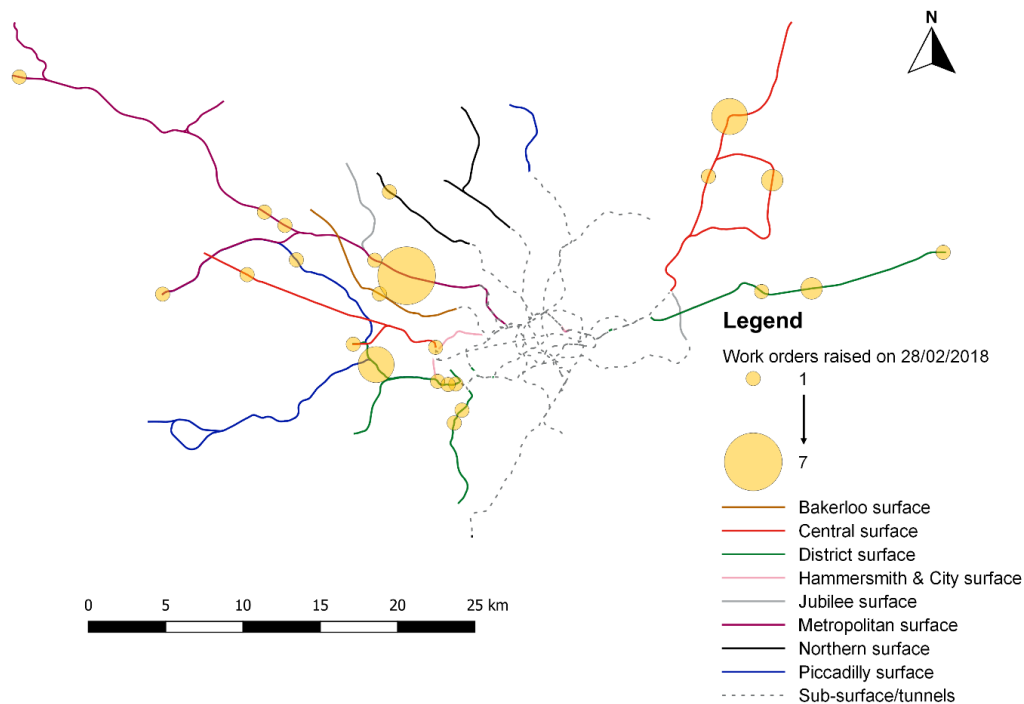 N
Legend
Work orders raised on 28/02/2018
1
7
Bakerloo surface
Central surface
District surface
Hammersmith & City surface
Jubilee surface
Metropolitan surface
Northern surface
Piccadilly surface
Sub-surface/tunnels
0 5 10 15 20 25 km